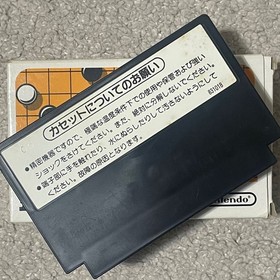 カセットについてのお願い
●精密機器ですので、極端な温度条件下での使用や保管および強い
ショックをさけてください。また、絶対に分解しないでください。
●端子部に手を触れたり、水にぬらしたりして汚さないようにして
ください。故障の原因となります。
Nintendo